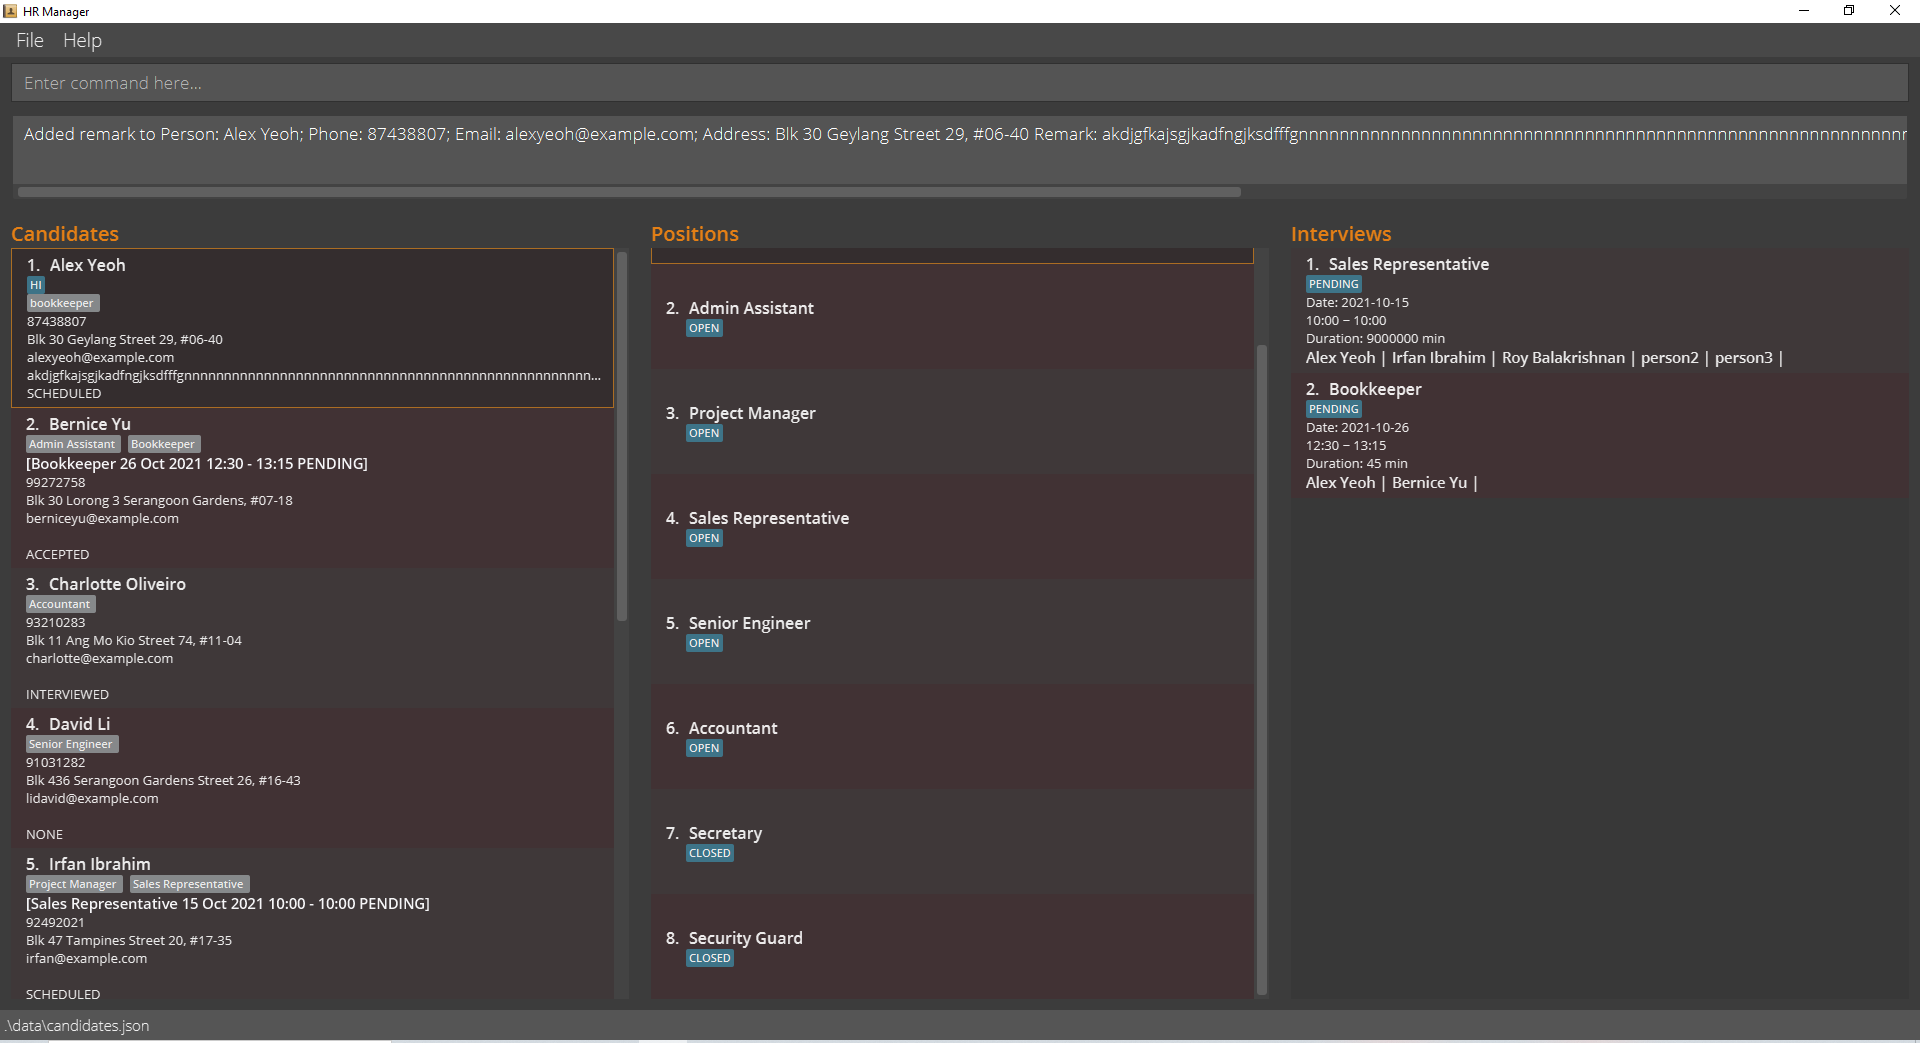 HR Manager
File Help
Enter command here...
Added remark to Person: Alex Yeoh; Phone: 87438807; Email: alexyeoh@example.com; Address: Blk 30 Geylang Street 29, #06-40 Remark:
Candidates
1. Alex Yeoh
HI
bookkeeper
87438807
Blk 30 Geylang Street 29, #06-40
alexyeoh@example.com
SCHEDULED
2. Bernice Yu
Admin Assistant Bookkeeper
[Bookkeeper 26 Oct 2021 12:30 - 13:15 PENDING]
99272758
Blk 30 Lorong 3 Serangoon Gardens, #07-18
berniceyu@example.com
ACCEPTED
3. Charlotte Oliveiro
Accountant
93210283
Blk 11 Ang Mo Kio Street 74, #11-04
charlotte@example.com
INTERVIEWED
4. David Li
Senior Engineer
91031282
Blk 436 Serangoon Gardens Street 26, #16-43
lidavid@example.com
NONE
5. Irfan Ibrahim
Project Manager Sales Representative
[Sales Representative 15 Oct 2021 10:00 - 10:00 PENDING]
92492021
Blk 47 Tampines Street 20, #17-35
irfan@example.com
SCHEDULED
Positions
2. Admin Assistant
OPEN
3. Project Manager
OPEN
4. Sales Representative
OPEN
5. Senior Engineer
OPEN
6. Accountant
OPEN
7. Secretary
CLOSED
8. Security Guard
CLOSED
Interviews
1. Sales Representative
PENDING
Date: 2021-10-15
10:00 – 10:00
Duration: 9000000 min
Alex Yeoh | Irfan Ibrahim | Roy Balakrishnan | person2 | person3 |
2. Bookkeeper
PENDING
Date: 2021-10-26
12:30 – 13:15
Duration: 45 min
Alex Yeoh | Bernice Yu |
.\data\candidates.json